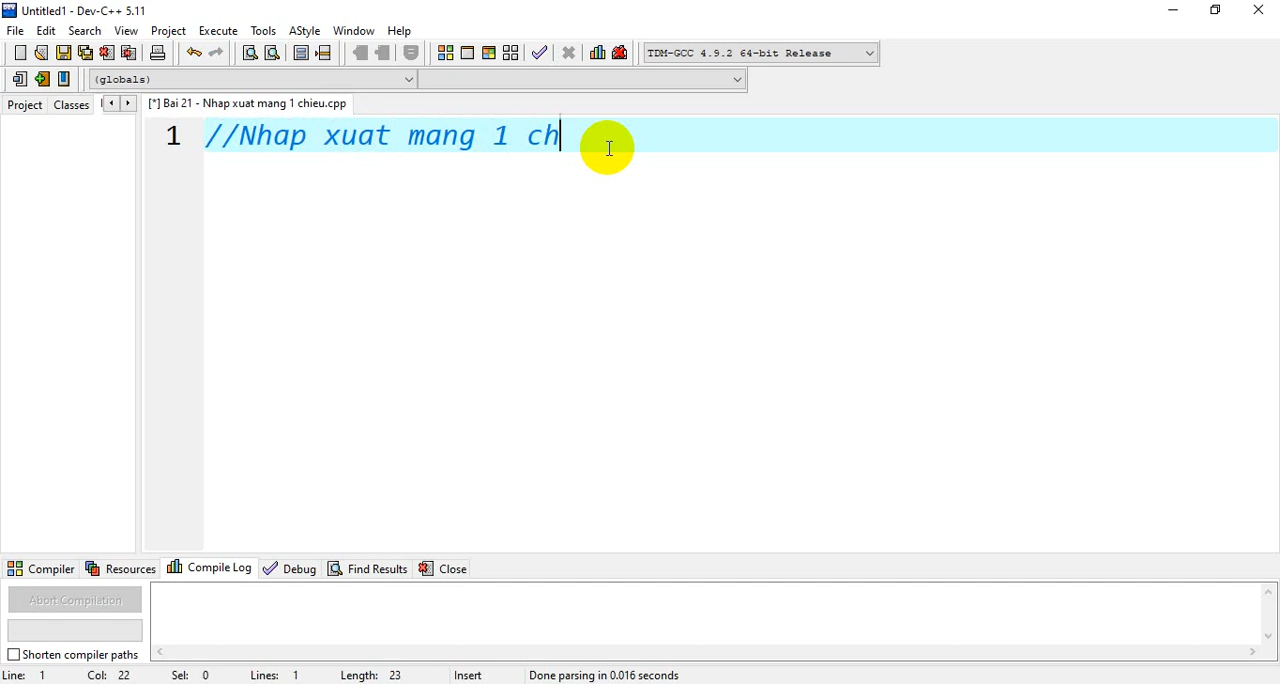 Untitled1 - Dev-C++ 5.11
File Edit Search View Project Execute Tools AStyle Window Help
TDM-GCC 4.9.2 64-bit Release
(globals)
Project Classes [*] Bai 21 - Nhap xuat mang 1 chieu.cpp
1 //Nhap xuat mang 1 ch
Compiler Resources Compile Log Debug Find Results Close
Abort Compilation
Shorten compiler paths
Line: 1 Col: 22 Sel: 0 Lines: 1 Length: 23 Insert Done parsing in 0.016 seconds